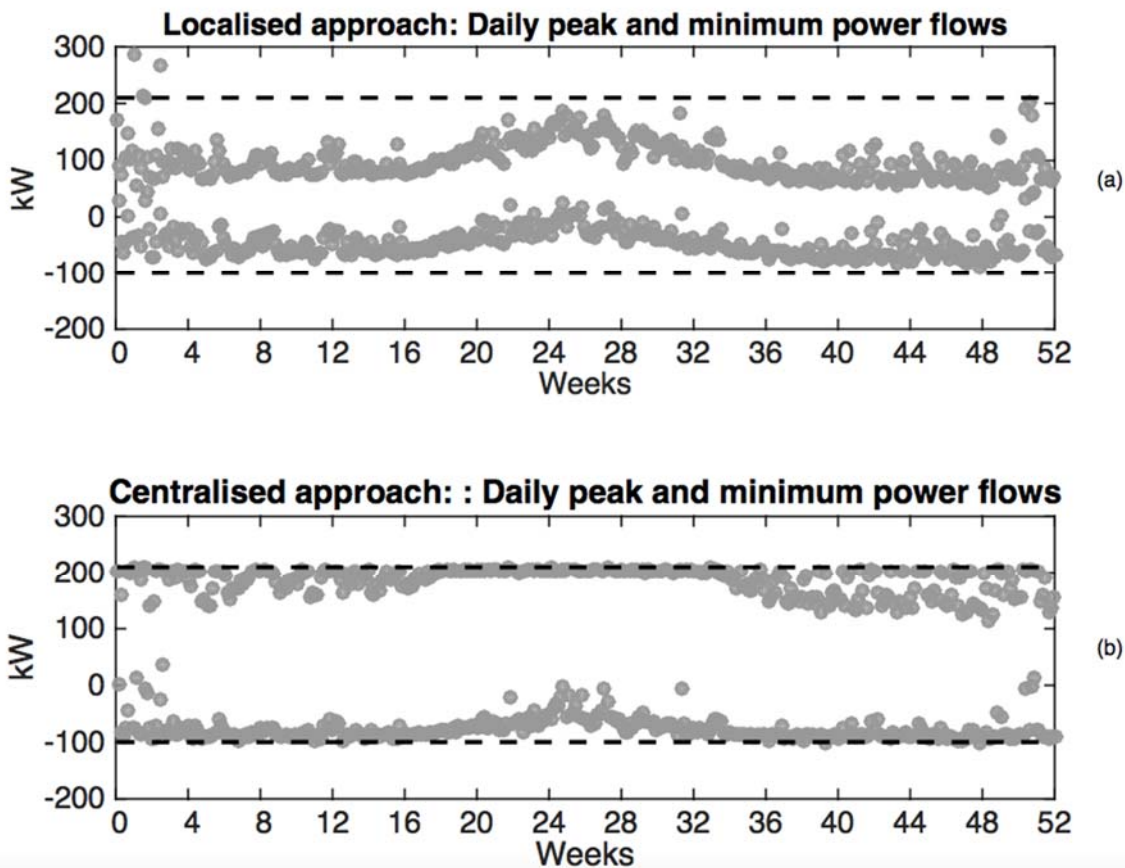 Localised approach: Daily peak and minimum power flows
300
200
100
0
-100
-200
kW
0 4 8 12 16 20 24 28 32 36 40 44 48 52
Weeks
(a)
Centralised approach: : Daily peak and minimum power flows
300
200
100
0
-100
-200
kW
0 4 8 12 16 20 24 28 32 36 40 44 48 52
Weeks
(b)